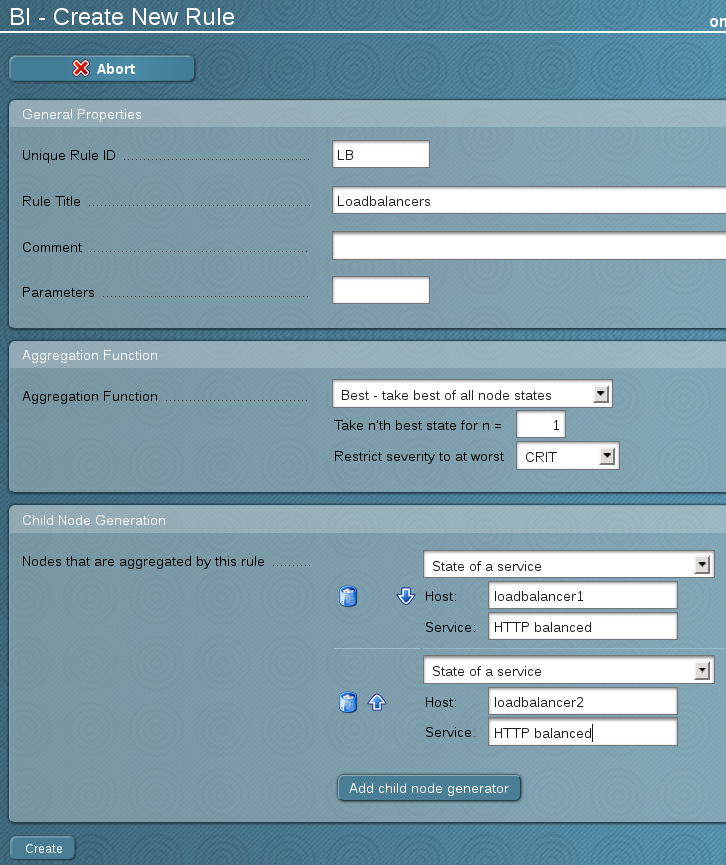 BI - Create New Rule
on
Abort
General Properties
Unique Rule ID
LB
Rule Title
Loadbalancers
Comment
Parameters
Aggregation Function
Aggregation Function
Best - take best of all node states
Take n'th best state for n =
1
Restrict severity to at worst
CRIT
Child Node Generation
Nodes that are aggregated by this rule
State of a service
Host:
loadbalancer1
Service:
HTTP balanced
State of a service
Host:
loadbalancer2
Service:
HTTP balanced
Add child node generator
Create